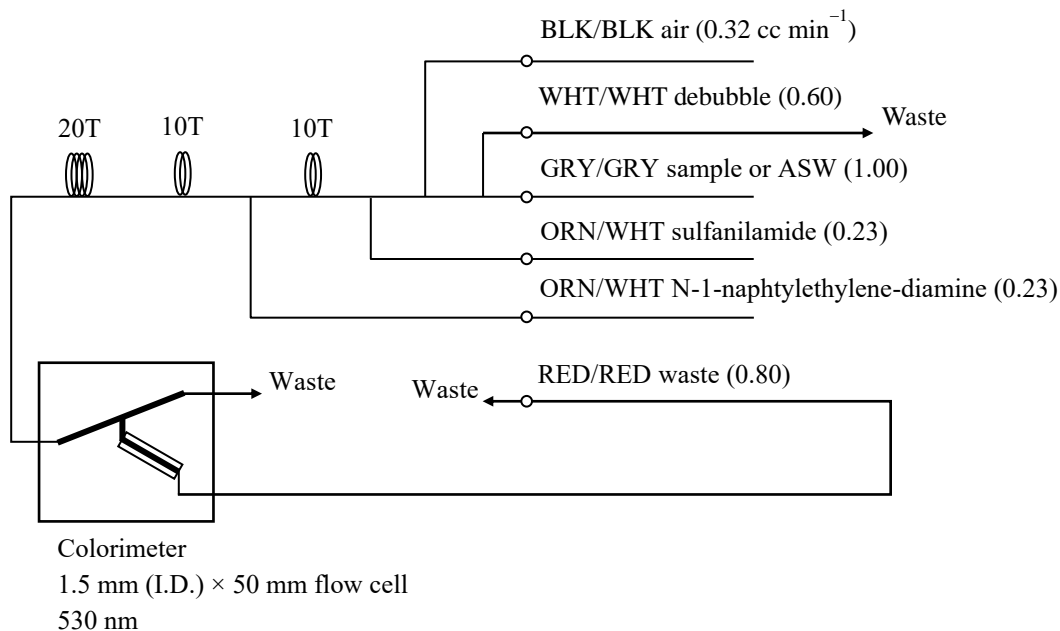 BLK/BLK air (0.32 cc min⁻¹)
WHT/WHT debubble (0.60)
Waste
20T
10T
10T
GRY/GRY sample or ASW (1.00)
ORN/WHT sulfanilamide (0.23)
ORN/WHT N-1-naphtylethylene-diamine (0.23)
RED/RED waste (0.80)
Waste
Waste
Colorimeter
1.5 mm (I.D.) × 50 mm flow cell
530 nm